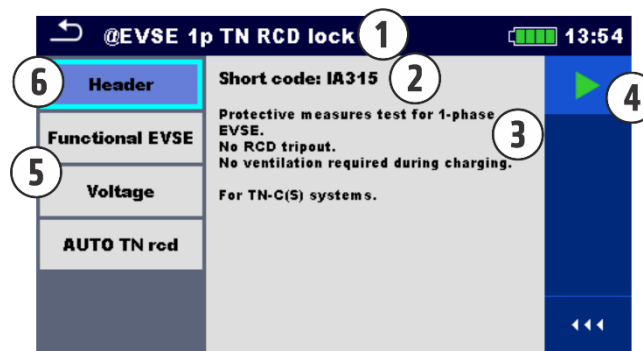 @EVSE 1p TN RCD lock 1 13:54
6 Header
Functional EVSE
5
Voltage
AUTO TN rcd
Short code: IA315 2
Protective measures test for 1-phase
EVSE.
No RCD tripout.
No ventilation required during charging.
3
For TN-C(S) systems.
4